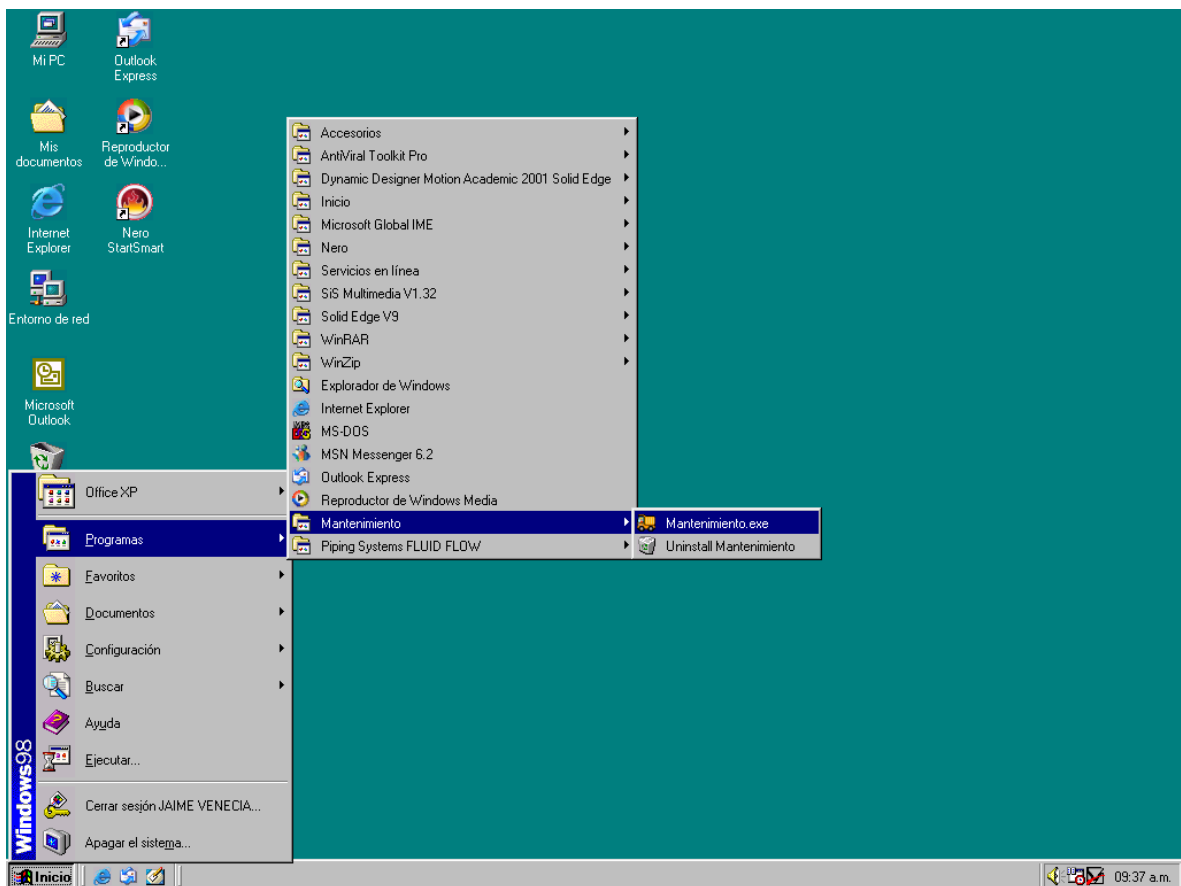 Mi PC
Outlook
Express
Mis
documentos
Reproductor
de Windo...
Internet
Explorer
Nero
StartSmart
Entorno de red
Microsoft
Outlook
Accesorios
AntiViral Toolkit Pro
Dynamic Designer Motion Academic 2001 Solid Edge
Inicio
Microsoft Global IME
Nero
Servicios en línea
SiS Multimedia V1.32
Solid Edge V9
WinRAR
WinZip
Explorador de Windows
Internet Explorer
MS-DOS
MSN Messenger 6.2
Outlook Express
Reproductor de Windows Media
Mantenimiento
Piping Systems FLUID FLOW
Mantenimiento.exe
Uninstall Mantenimiento
Office XP
Programas
Favoritos
Documentos
Configuración
Buscar
Ayuda
Ejecutar...
Cerrar sesión JAIME VENECIA...
Apagar el sistema...
Windows98
Inicio
09:37 a.m.